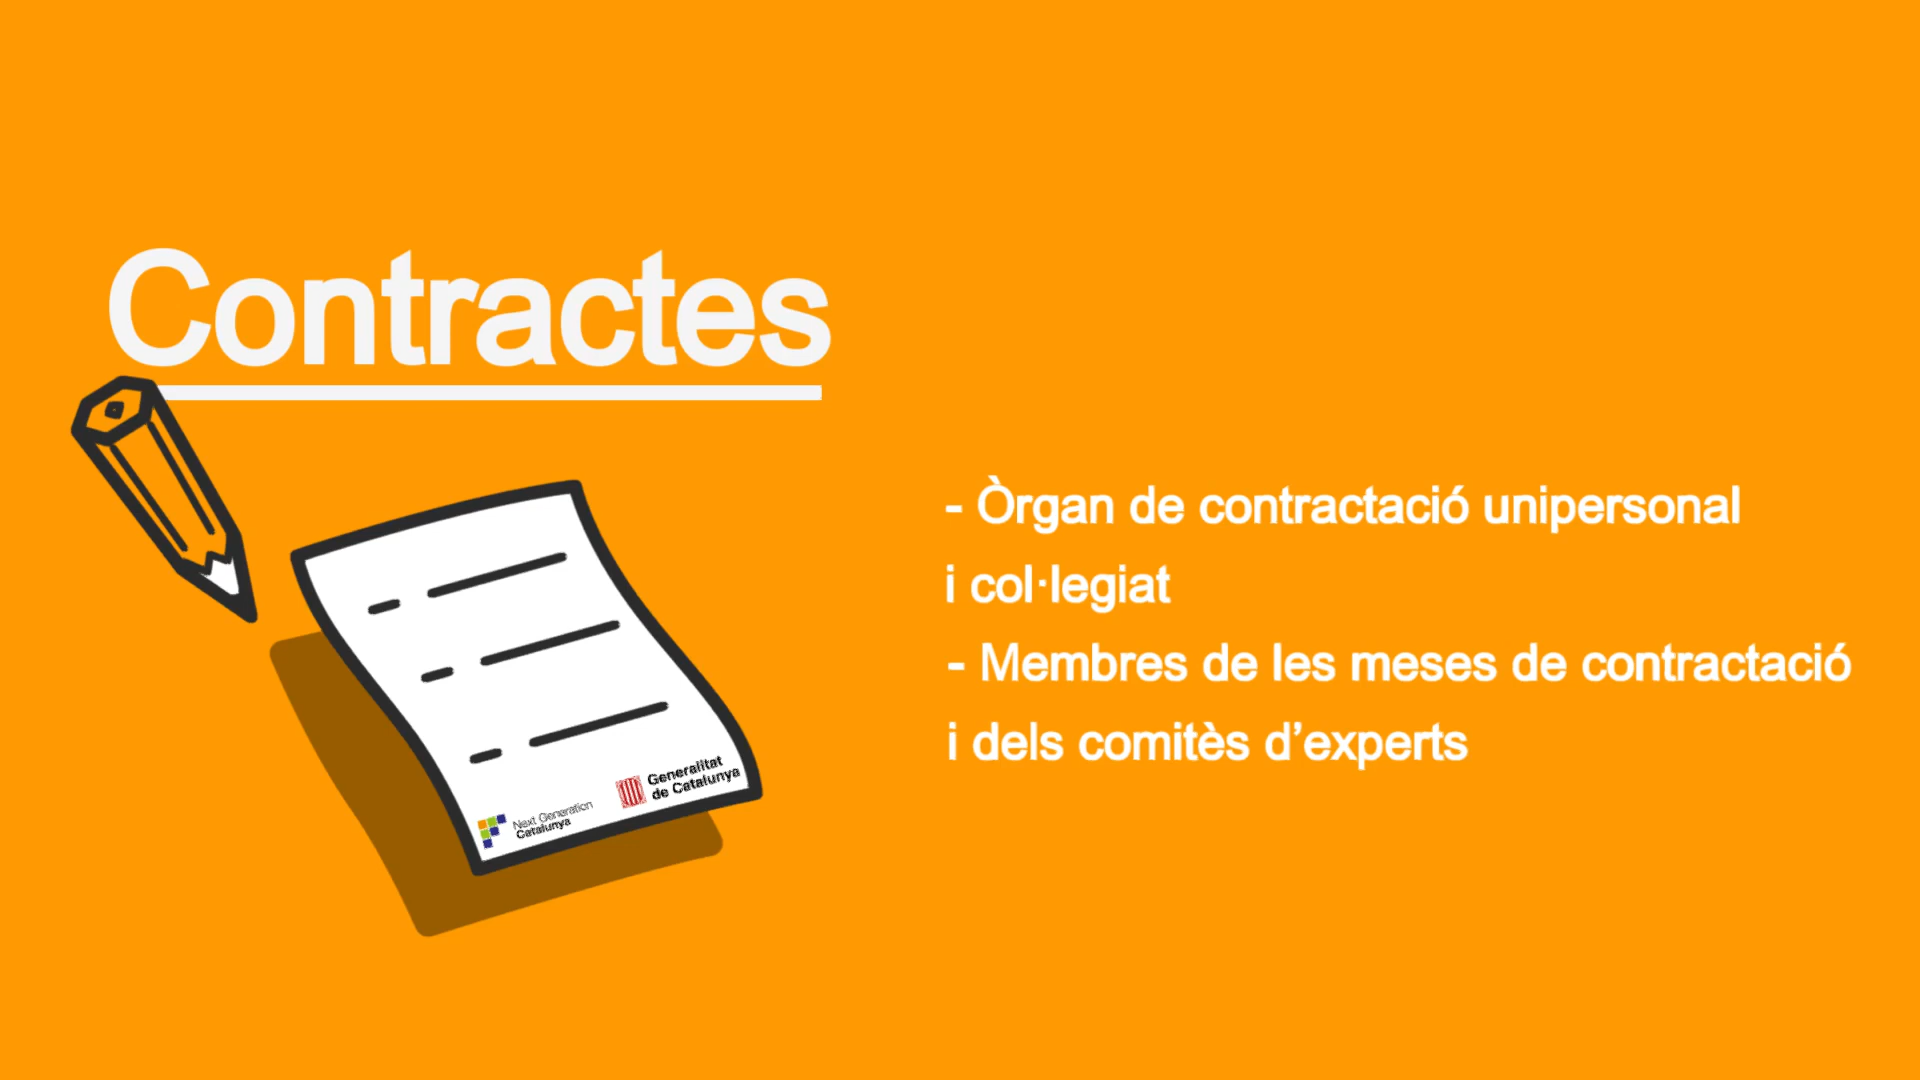 Contractes
- Òrgan de contractació unipersonal
i col·legiat
- Membres de les meses de contractació
i dels comitès d’experts
Generalitat
de Catalunya
Next Generation
Catalunya